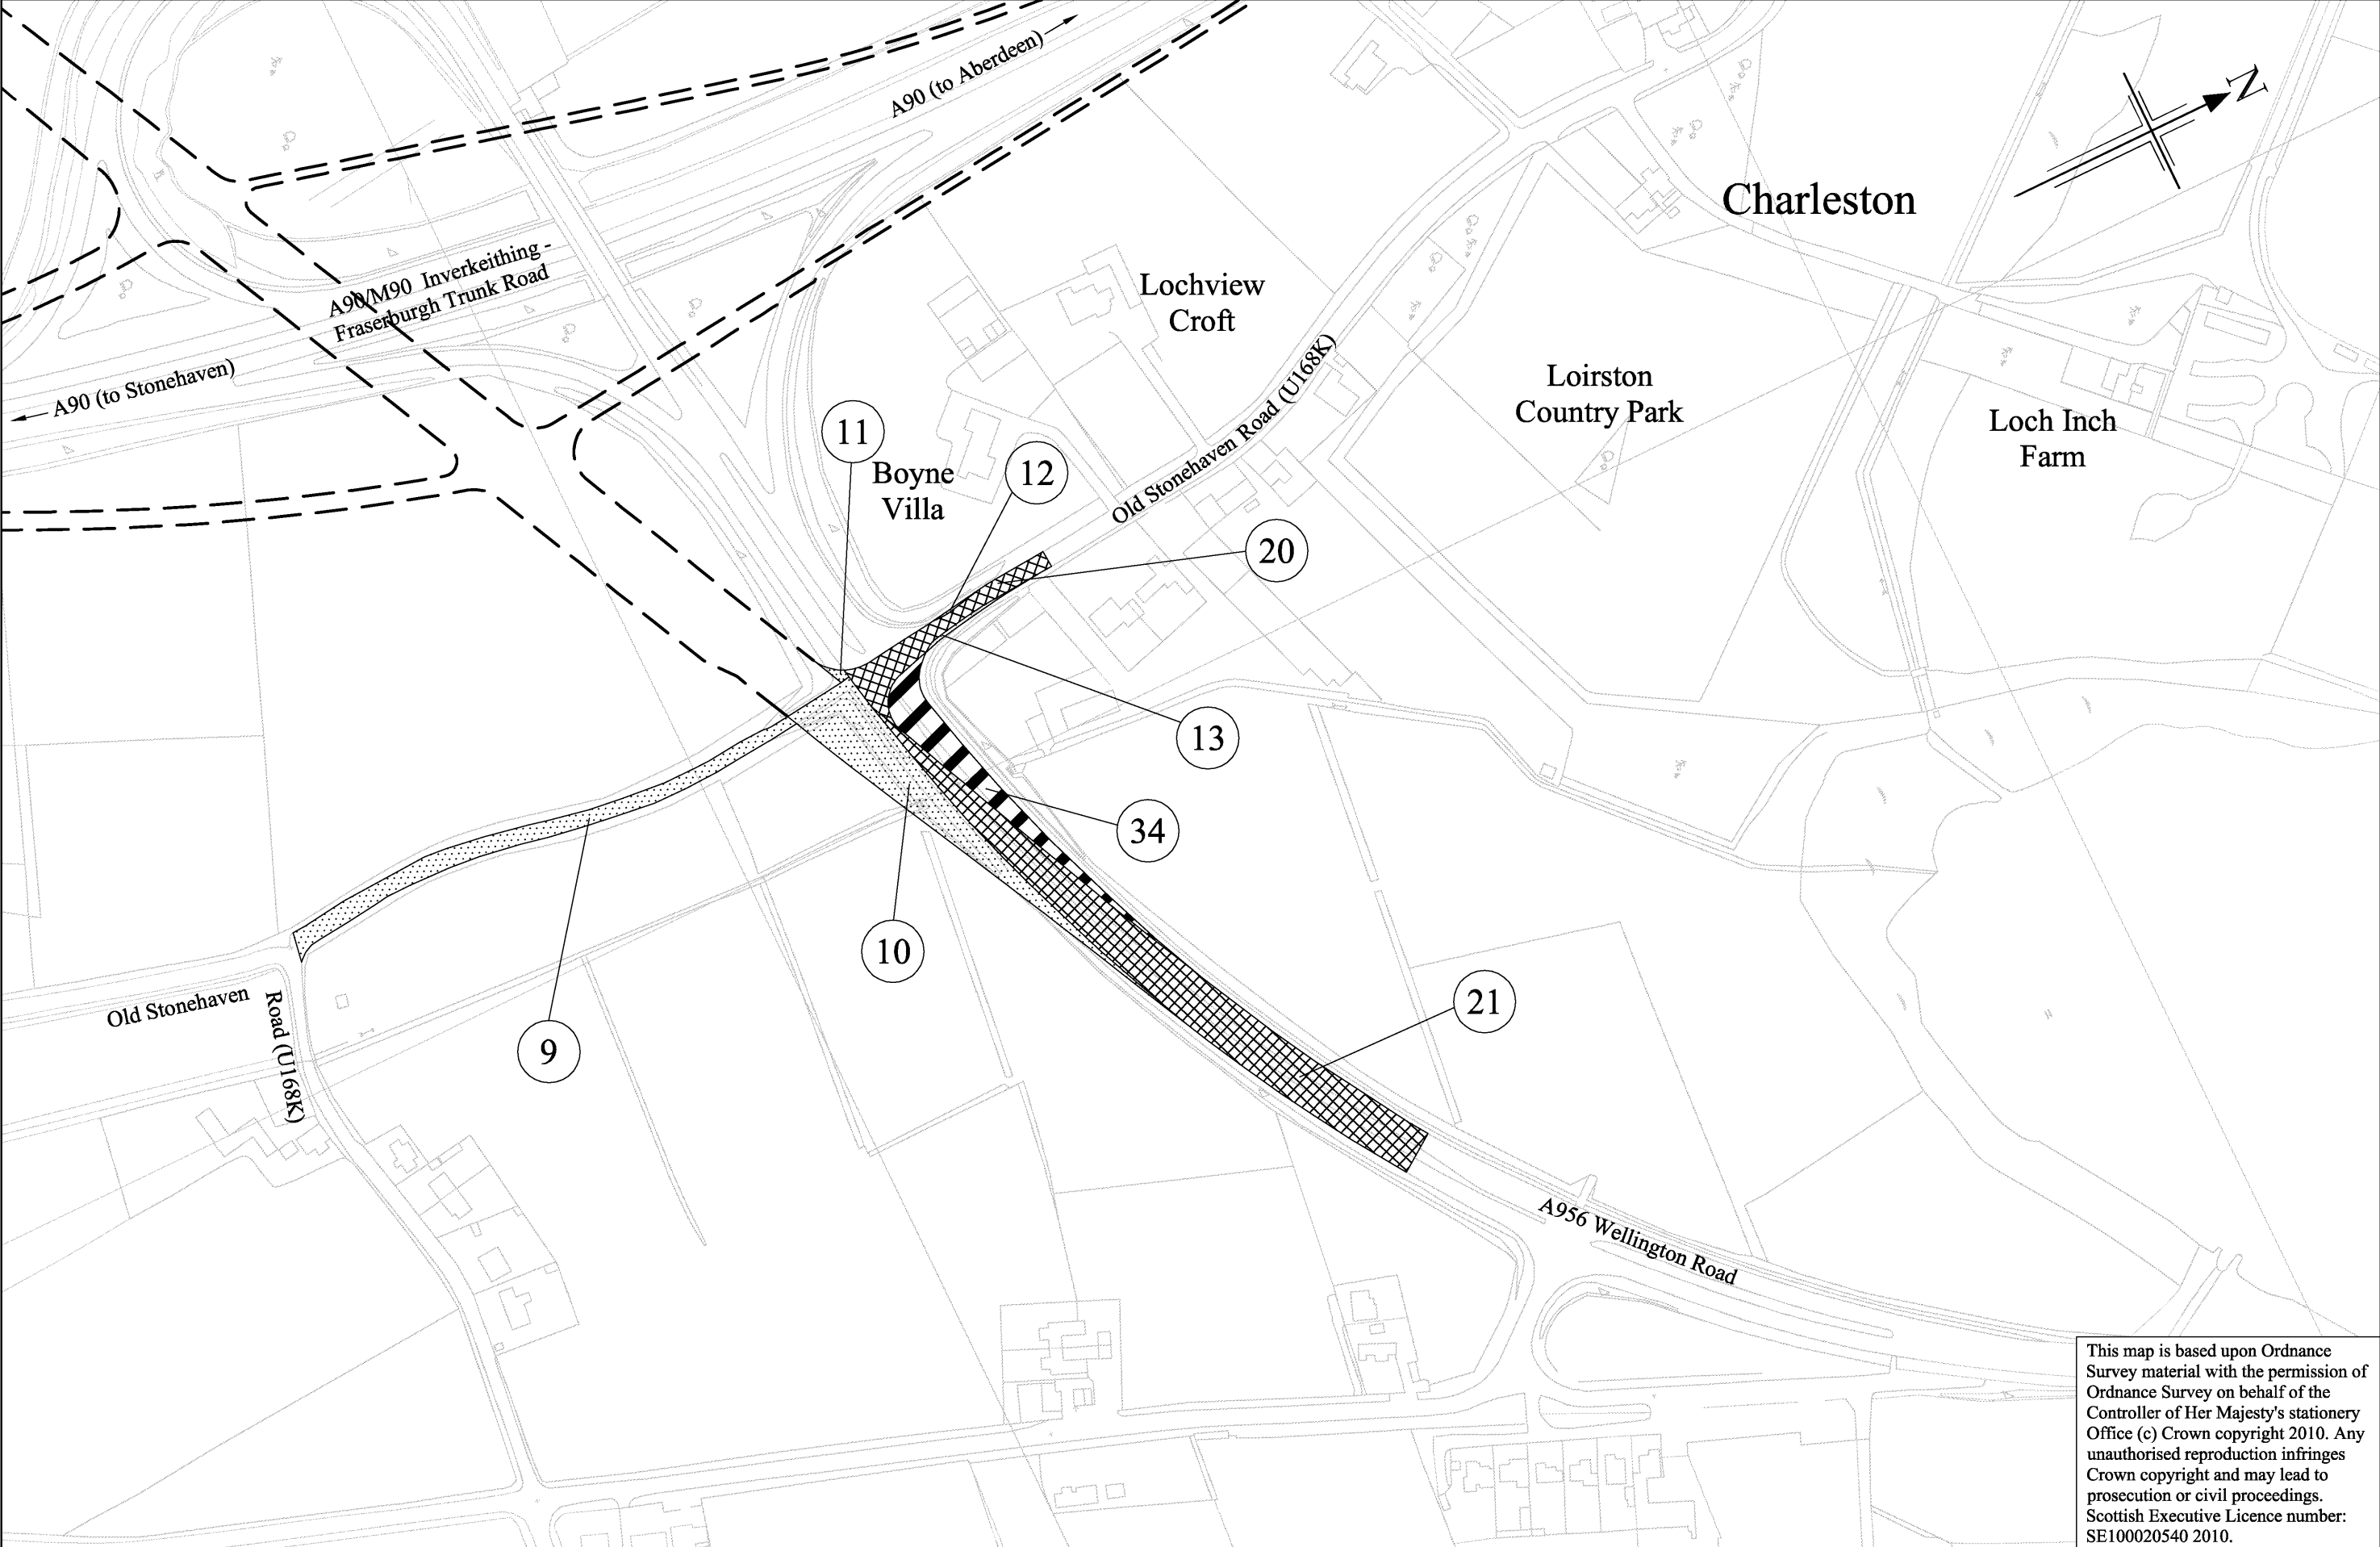 A90 (to Aberdeen)
N
Charleston
A90/M90 Inverkeithing -
Fraserburgh Trunk Road
A90 (to Stonehaven)
Lochview
Croft
Old Stonehaven Road (U168K)
Loirston
Country Park
Loch Inch
Farm
11
Boyne
Villa
12
20
13
34
10
21
9
Old Stonehaven
Road (U168K)
A956 Wellington Road
This map is based upon Ordnance
Survey material with the permission of
Ordnance Survey on behalf of the
Controller of Her Majesty's stationery
Office (c) Crown copyright 2010. Any
unauthorised reproduction infringes
Crown copyright and may lead to
prosecution or civil proceedings.
Scottish Executive Licence number:
SE100020540 2010.